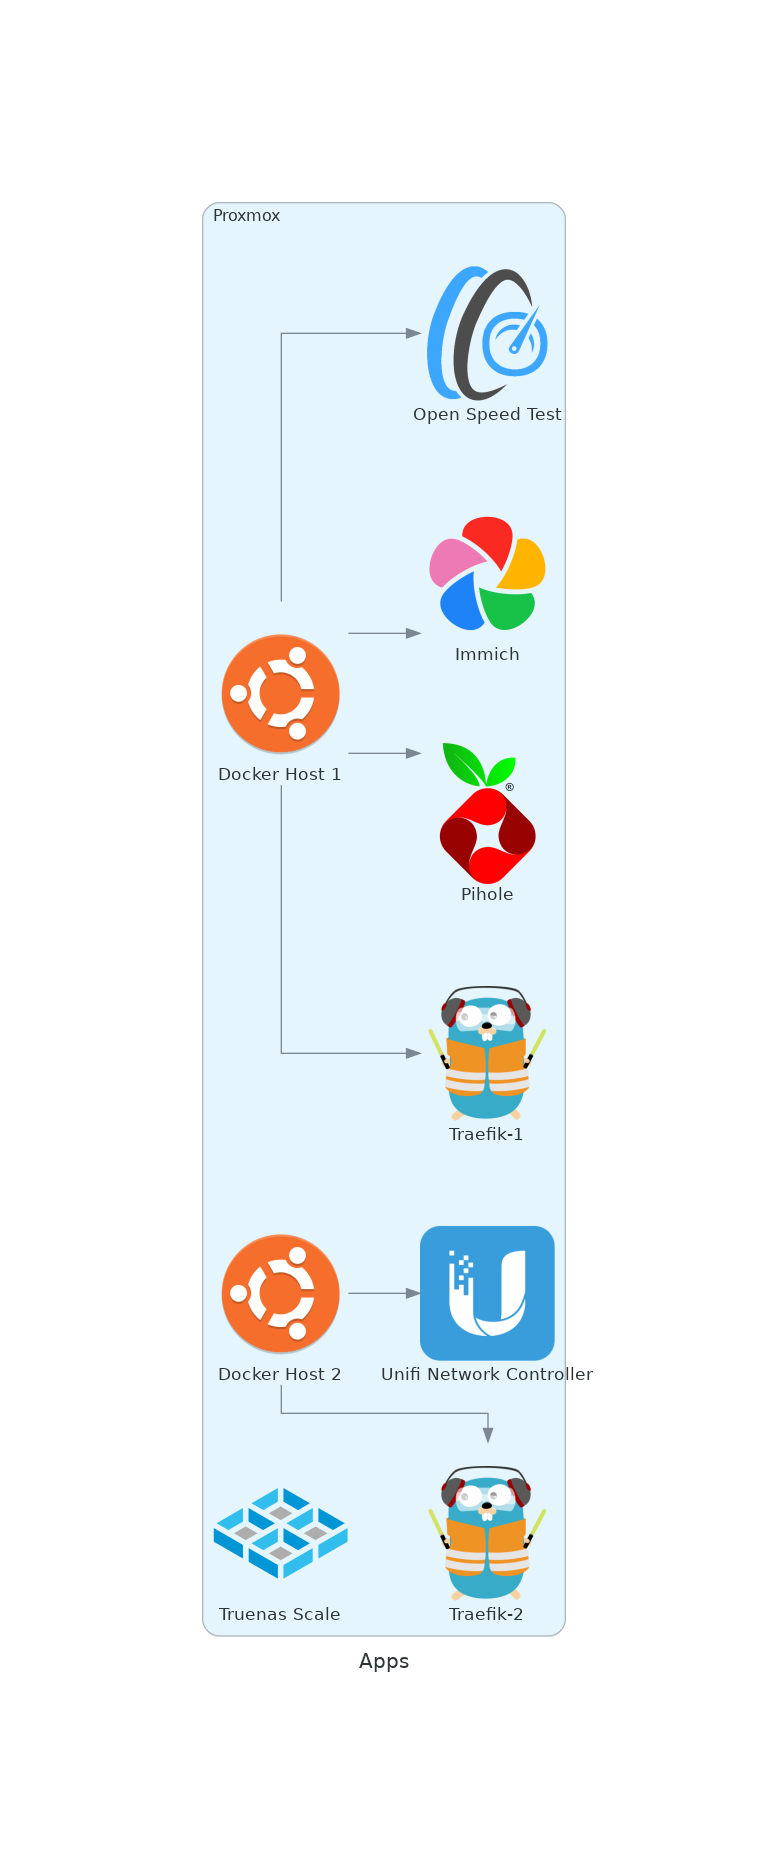 Proxmox
Open Speed Test
Immich
Docker Host 1
®
Pihole
Traefik-1
Docker Host 2
Unifi Network Controller
Truenas Scale
Traefik-2
Apps